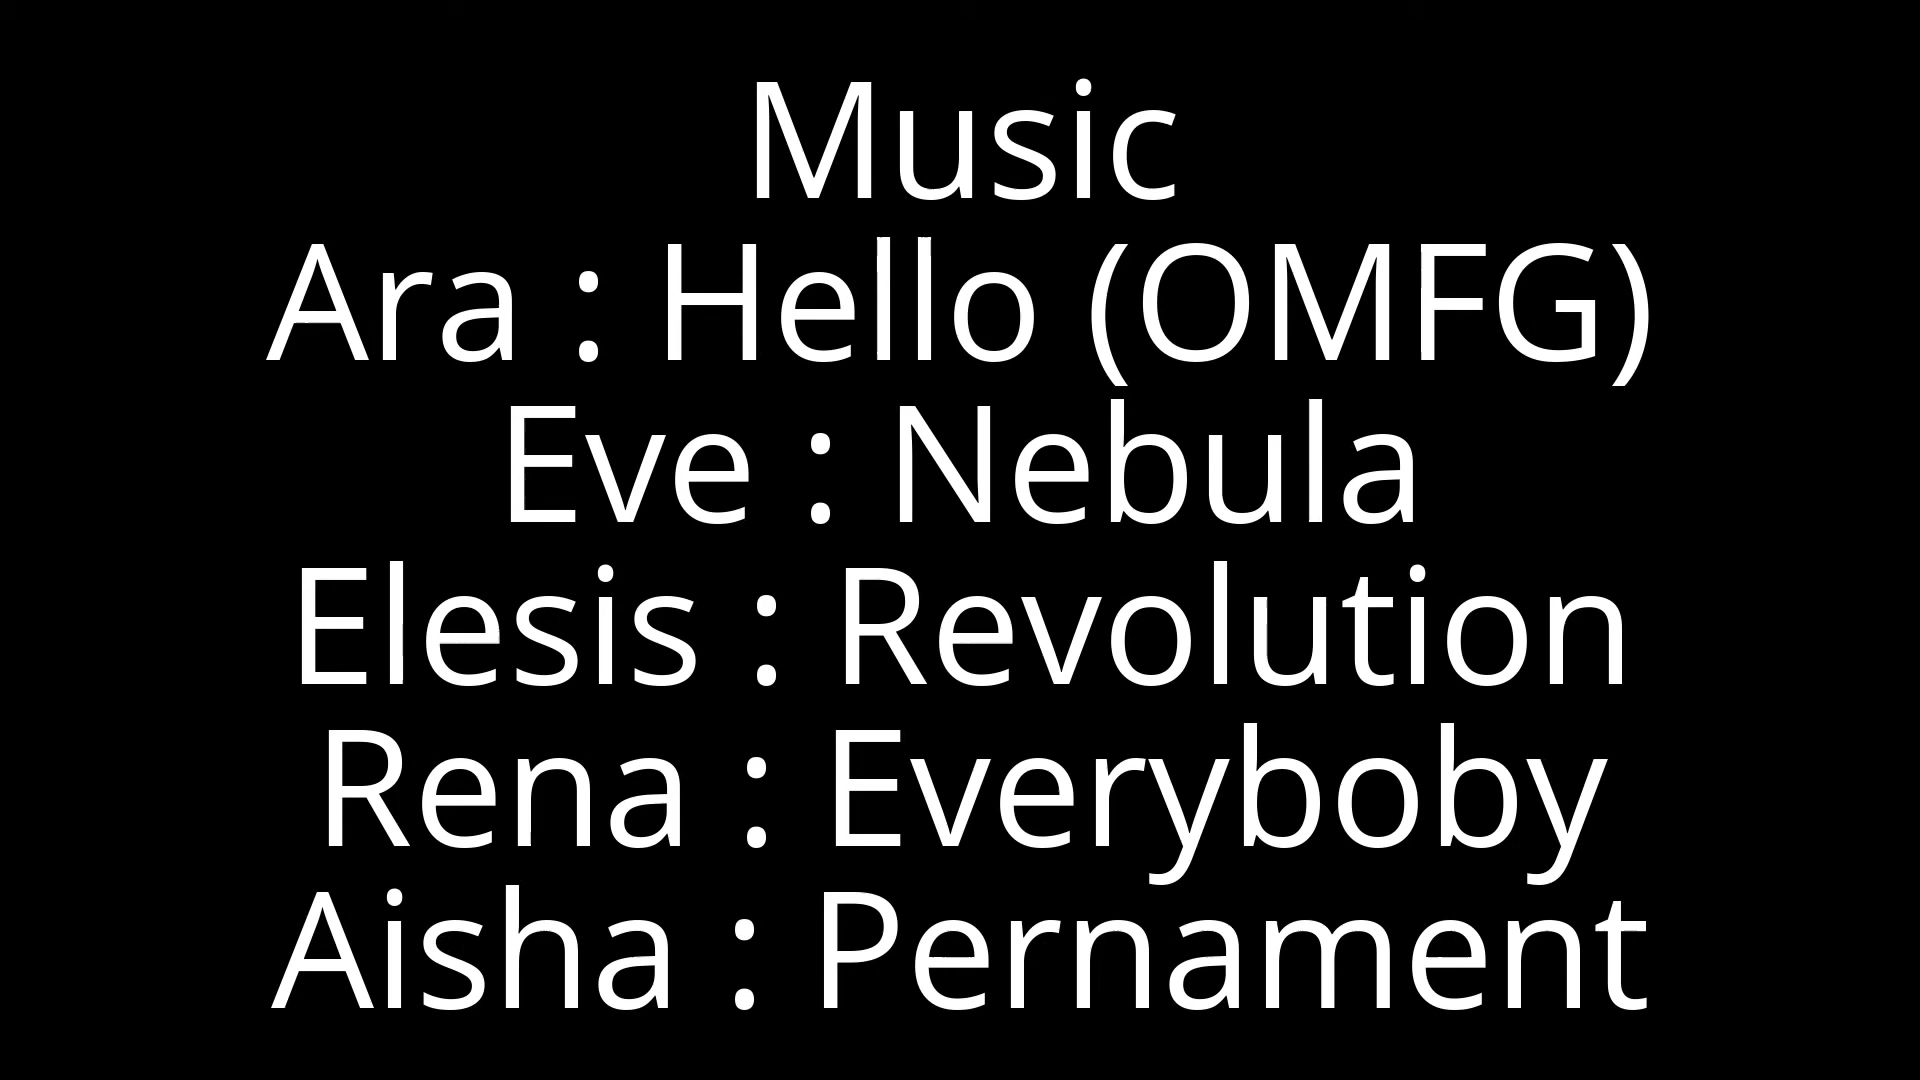 Music
Ara : Hello (OMFG)
Eve : Nebula
Elesis : Revolution
Rena : Everyboby
Aisha : Pernament